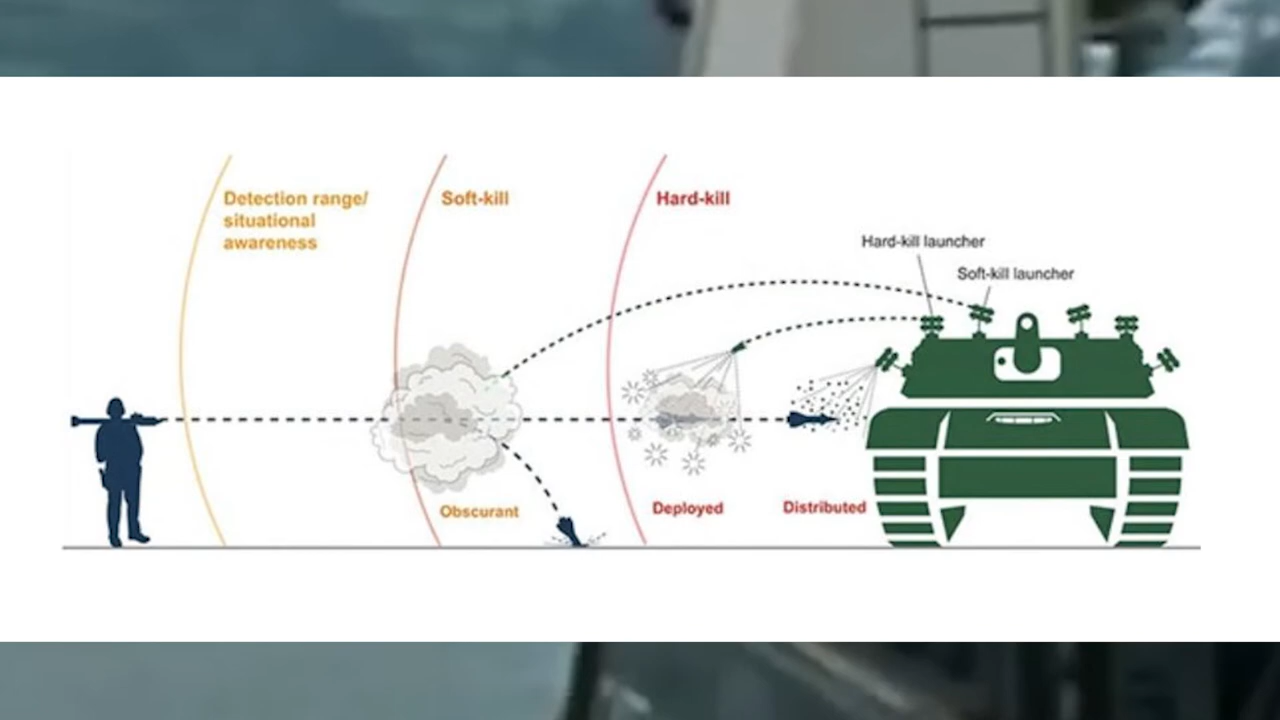 Detection range/
situational
awareness
Soft-kill
Hard-kill
Hard-kill launcher
Soft-kill launcher
Obscurant
Deployed
Distributed